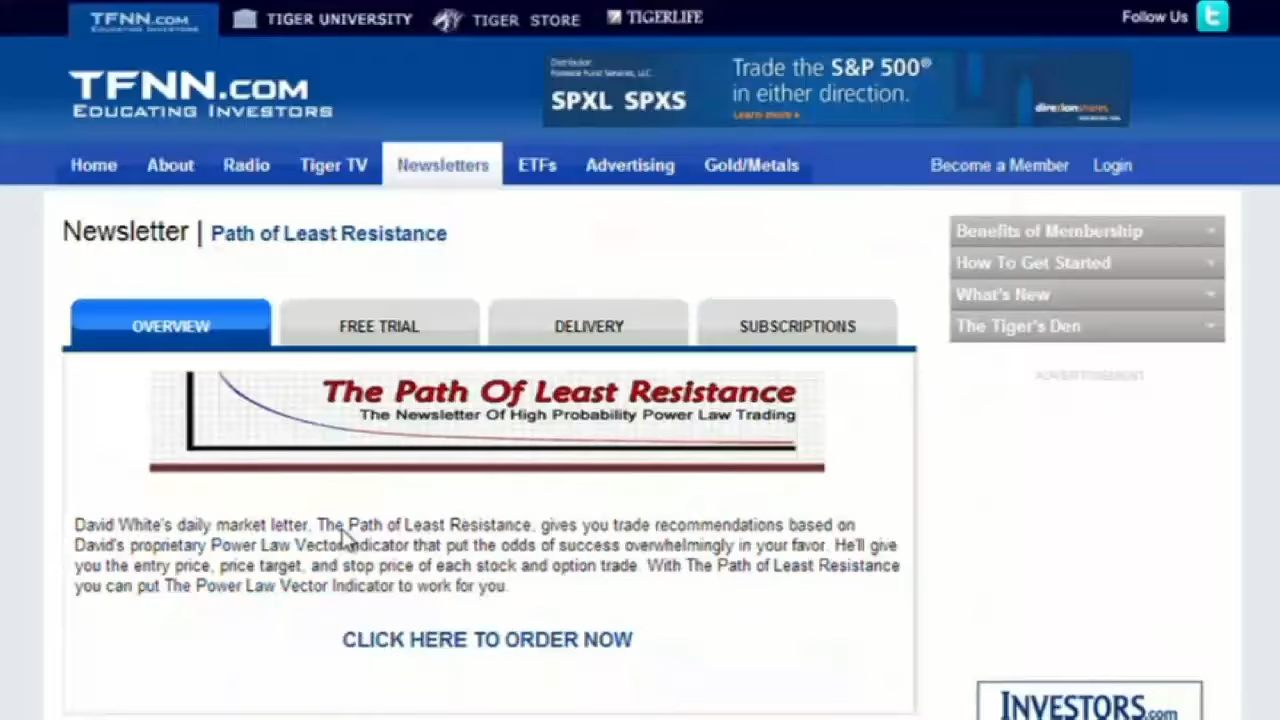 TFNN.COM
EDUCATING INVESTORS
TIGER UNIVERSITY
TIGER STORE
TIGERLIFE
Follow Us
TFNN.COM
EDUCATING INVESTORS
Distributor:
SPXL SPXS
Trade the S&P 500®
in either direction.
Learn more
direxionshares
Home About Radio Tiger TV Newsletters ETFs Advertising Gold/Metals Become a Member Login
Newsletter | Path of Least Resistance
Benefits of Membership
How To Get Started
What's New
The Tiger's Den
ADVERTISEMENT
OVERVIEW FREE TRIAL DELIVERY SUBSCRIPTIONS
The Path Of Least Resistance
The Newsletter Of High Probability Power Law Trading
David White's daily market letter, The Path of Least Resistance, gives you trade recommendations based on
David's proprietary Power Law Vector Indicator that put the odds of success overwhelmingly in your favor. He'll give
you the entry price, price target, and stop price of each stock and option trade. With The Path of Least Resistance
you can put The Power Law Vector Indicator to work for you.
CLICK HERE TO ORDER NOW
INVESTORS.com